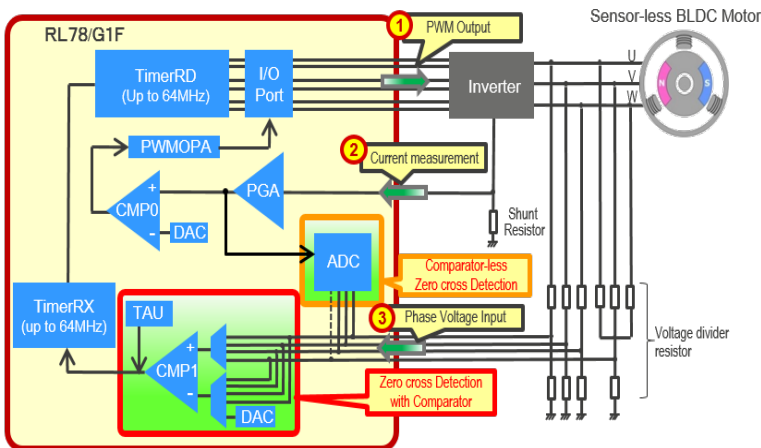 Sensor-less BLDC Motor
RL78/G1F
1
PWM Output
TimerRD
(Up to 64MHz)
I/O
Port
Inverter
U
V
W
N
S
PWMOPA
2
Current measurement
+
CMP0
-
DAC
PGA
Shunt
Resistor
ADC
Comparator-less
Zero cross Detection
TimerRX
(up to 64MHz)
TAU
3
Phase Voltage Input
Voltage divider
resistor
+
CMP1
-
DAC
Zero cross Detection
with Comparator